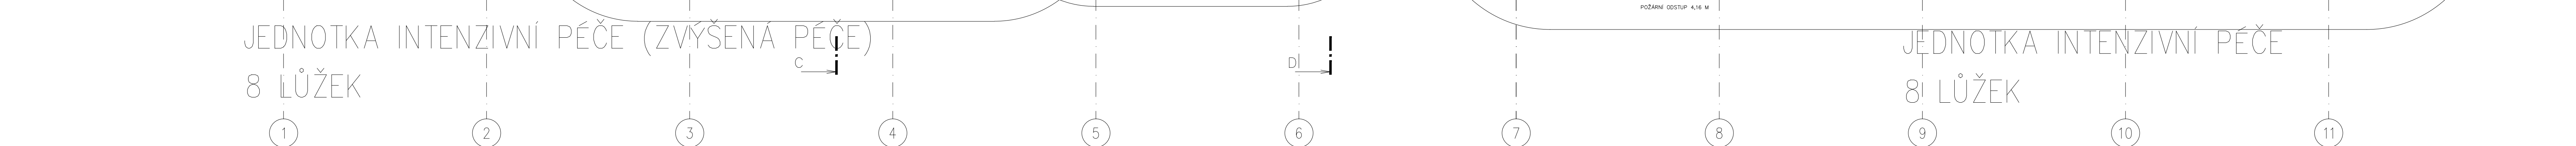 POŽÁRNÍ ODSTUP 4,16 M
JEDNOTKA INTENZIVNÍ PÉČE (ZVÝŠENÁ PÉČE)
8 LŮŽEK
C
D
JEDNOTKA INTENZIVNÍ PÉČE
8 LŮŽEK
1 2 3 4 5 6 7 8 9 10 11